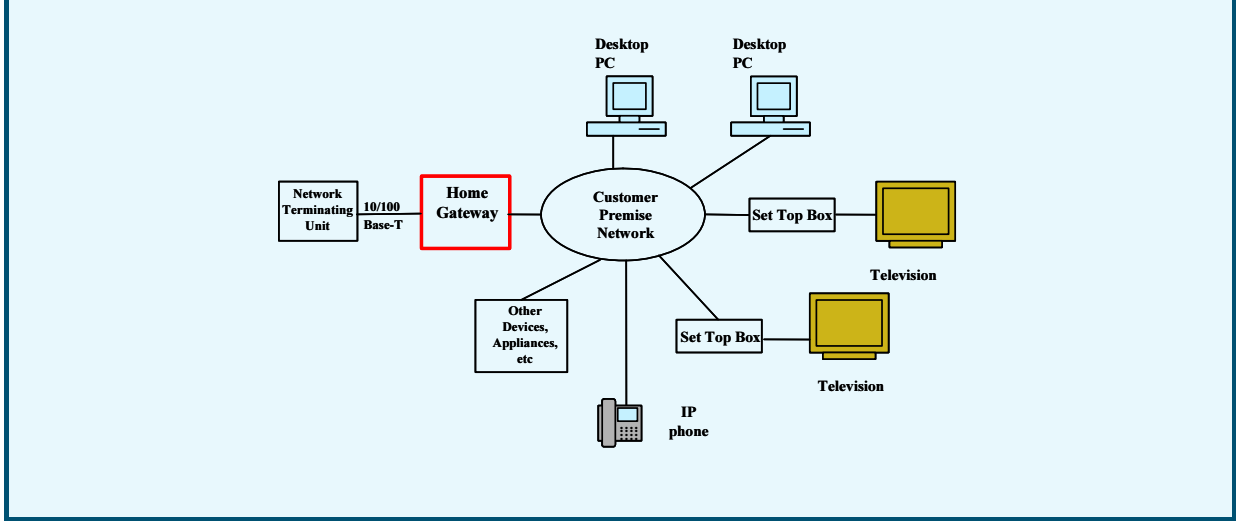 Desktop
PC
Desktop
PC
Network
Terminating
Unit
10/100
Base-T
Home
Gateway
Customer
Premise
Network
Set Top Box
Television
Other
Devices,
Appliances,
etc
Set Top Box
Television
IP
phone